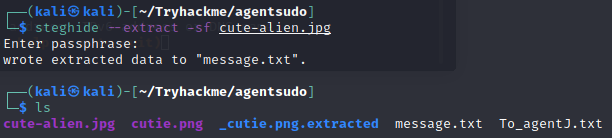 ┌──(kali㉿kali)-[~/Tryhackme/agentsudo]
└─$ steghide --extract -sf cute-alien.jpg
Enter passphrase:
wrote extracted data to "message.txt".
┌──(kali㉿kali)-[~/Tryhackme/agentsudo]
└─$ ls
cute-alien.jpg cutie.png _cutie.png.extracted message.txt To_agentJ.txt